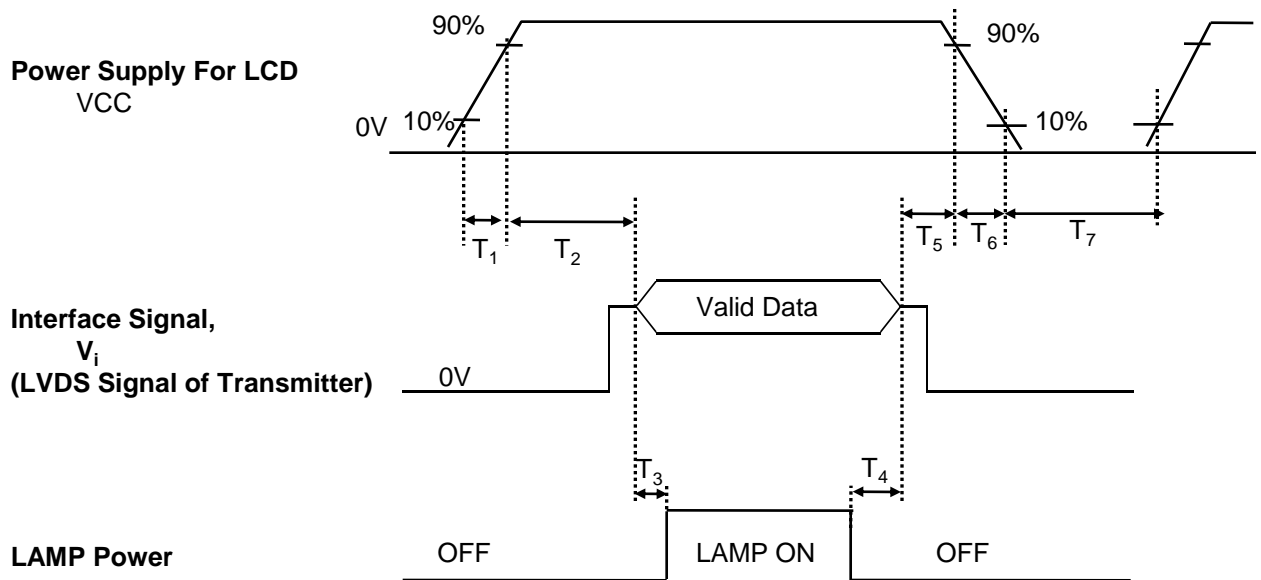 90%
90%
Power Supply For LCD
VCC
0V
10%
10%
T1
T2
T5
T6
T7
Valid Data
Interface Signal,
Vi
(LVDS Signal of Transmitter)
0V
T3
T4
LAMP Power
OFF
LAMP ON
OFF